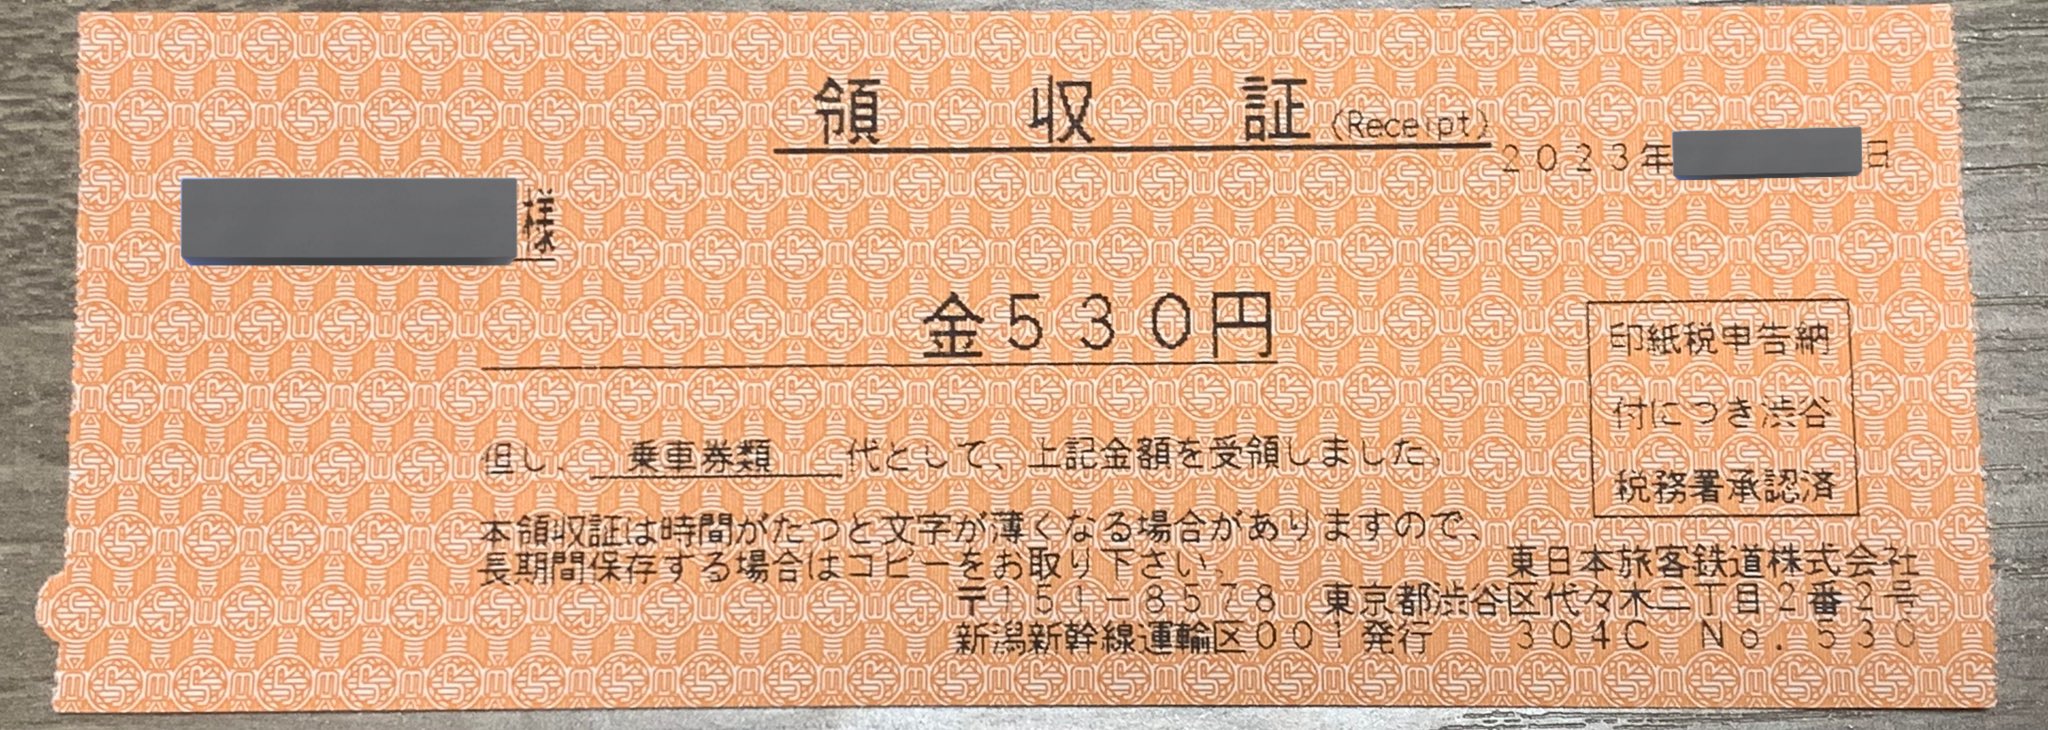 領収証(Receipt)
2023年 日
様
金530円
印紙税申告納
付につき渋谷
税務署承認済
但し、 乗車券類 代として、上記金額を受領しました。
本領収証は時間がたつと文字が薄くなる場合がありますので、
長期間保存する場合はコピーをお取り下さい。
東日本旅客鉄道株式会社
〒151-8578 東京都渋谷区代々木二丁目2番2号
新潟新幹線運輸区001発行 304C No.530